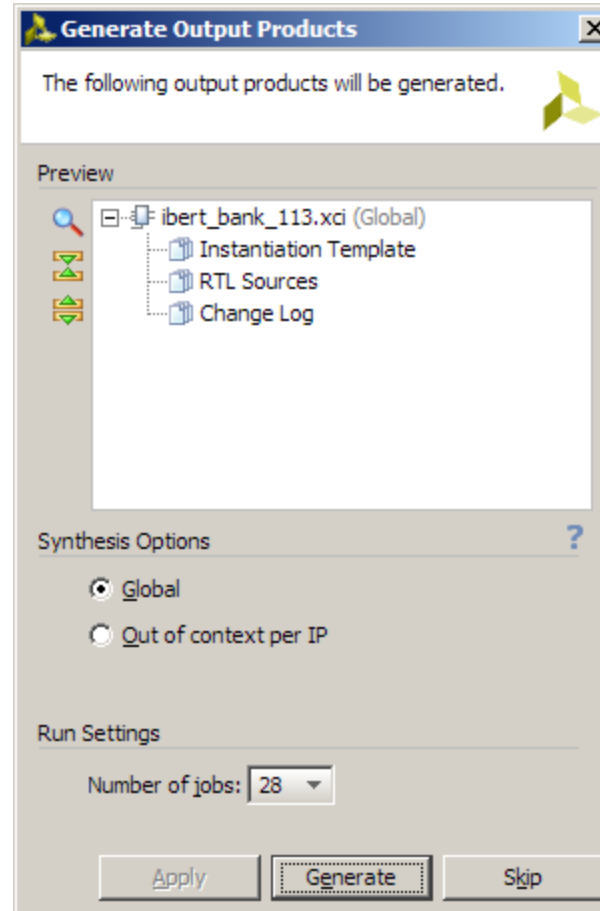 Generate Output Products
The following output products will be generated.
Preview
ibert_bank_113.xci (Global)
Instantiation Template
RTL Sources
Change Log
Synthesis Options
?
Global
Out of context per IP
Run Settings
Number of jobs: 28
Apply Generate Skip